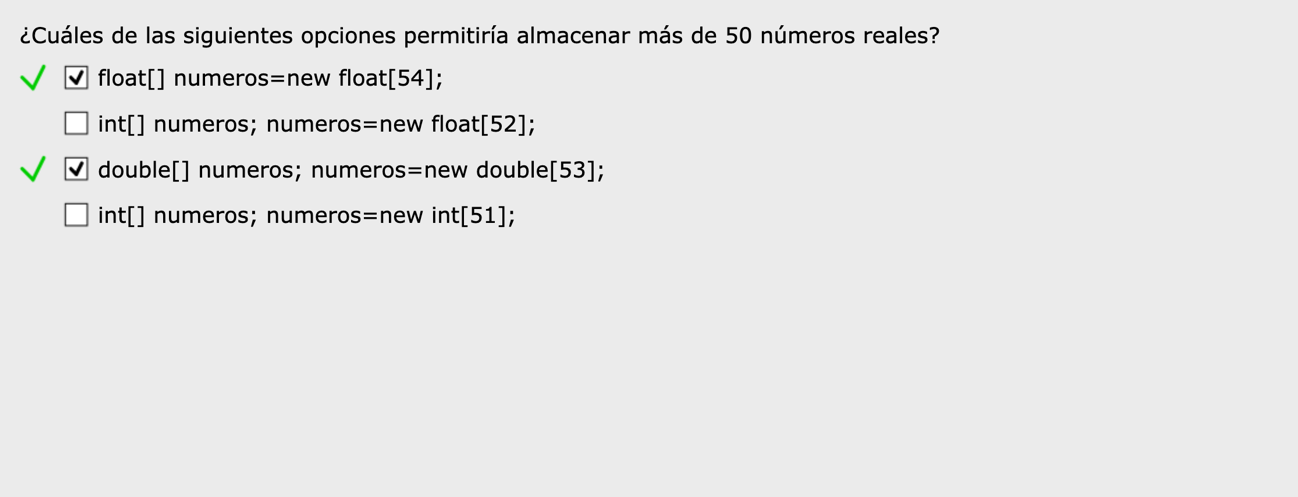 ¿Cuáles de las siguientes opciones permitiría almacenar más de 50 números reales?
float[] numeros=new float[54];
int[] numeros; numeros=new float[52];
double[] numeros; numeros=new double[53];
int[] numeros; numeros=new int[51];